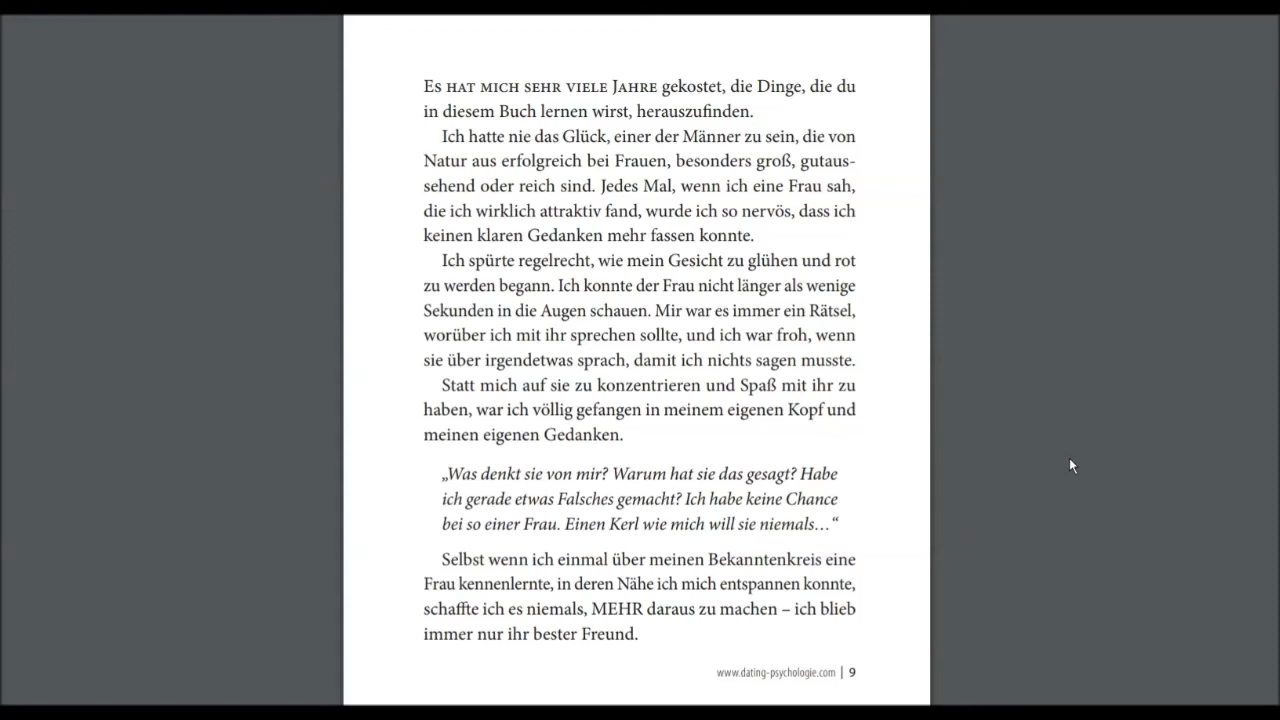 Es hat mich sehr viele Jahre gekostet, die Dinge, die du
in diesem Buch lernen wirst, herauszufinden.
Ich hatte nie das Glück, einer der Männer zu sein, die von
Natur aus erfolgreich bei Frauen, besonders groß, gutaus-
sehend oder reich sind. Jedes Mal, wenn ich eine Frau sah,
die ich wirklich attraktiv fand, wurde ich so nervös, dass ich
keinen klaren Gedanken mehr fassen konnte.
Ich spürte regelrecht, wie mein Gesicht zu glühen und rot
zu werden begann. Ich konnte der Frau nicht länger als wenige
Sekunden in die Augen schauen. Mir war es immer ein Rätsel,
worüber ich mit ihr sprechen sollte, und ich war froh, wenn
sie über irgendetwas sprach, damit ich nichts sagen musste.
Statt mich auf sie zu konzentrieren und Spaß mit ihr zu
haben, war ich völlig gefangen in meinem eigenen Kopf und
meinen eigenen Gedanken.
„Was denkt sie von mir? Warum hat sie das gesagt? Habe
ich gerade etwas Falsches gemacht? Ich habe keine Chance
bei so einer Frau. Einen Kerl wie mich will sie niemals…“
Selbst wenn ich einmal über meinen Bekanntenkreis eine
Frau kennenlernte, in deren Nähe ich mich entspannen konnte,
schaffte ich es niemals, MEHR daraus zu machen – ich blieb
immer nur ihr bester Freund.
www.dating-psychologie.com | 9